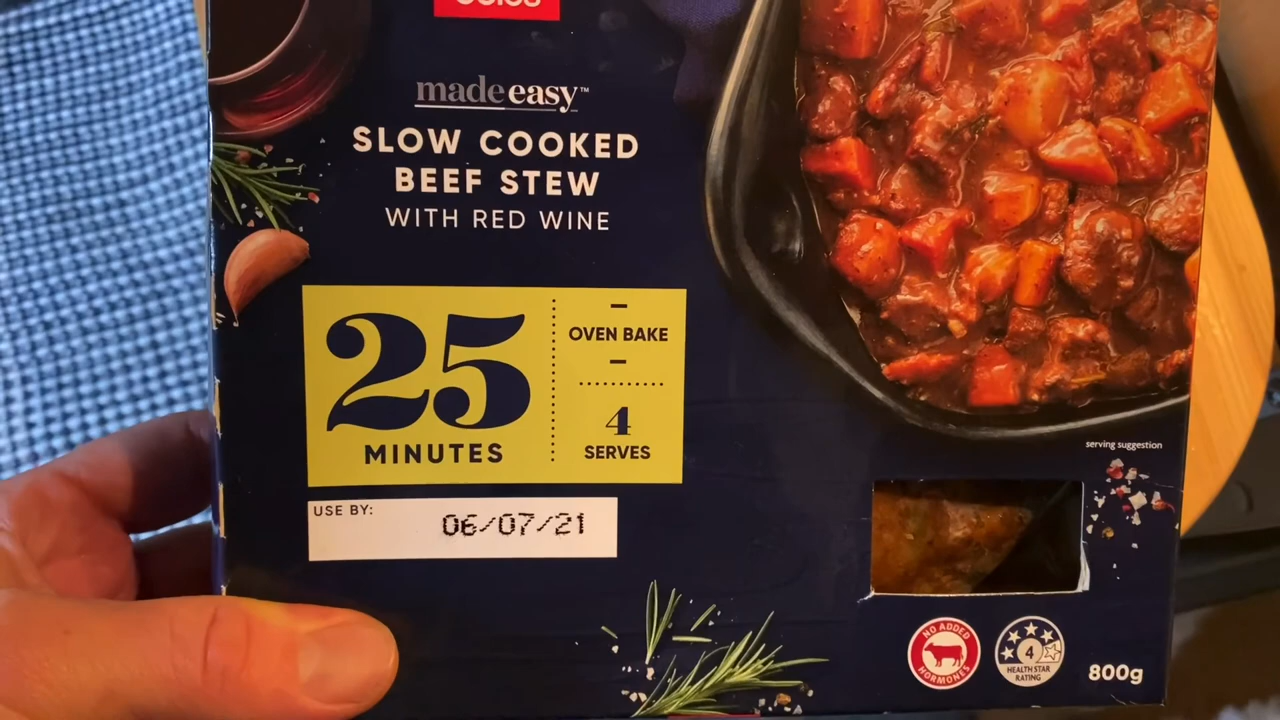 coles
made easy™
SLOW COOKED
BEEF STEW
WITH RED WINE
25
MINUTES
OVEN BAKE
4
SERVES
USE BY:
06/07/21
serving suggestion
NO ADDED
HORMONES
4
HEALTH STAR
RATING
800g